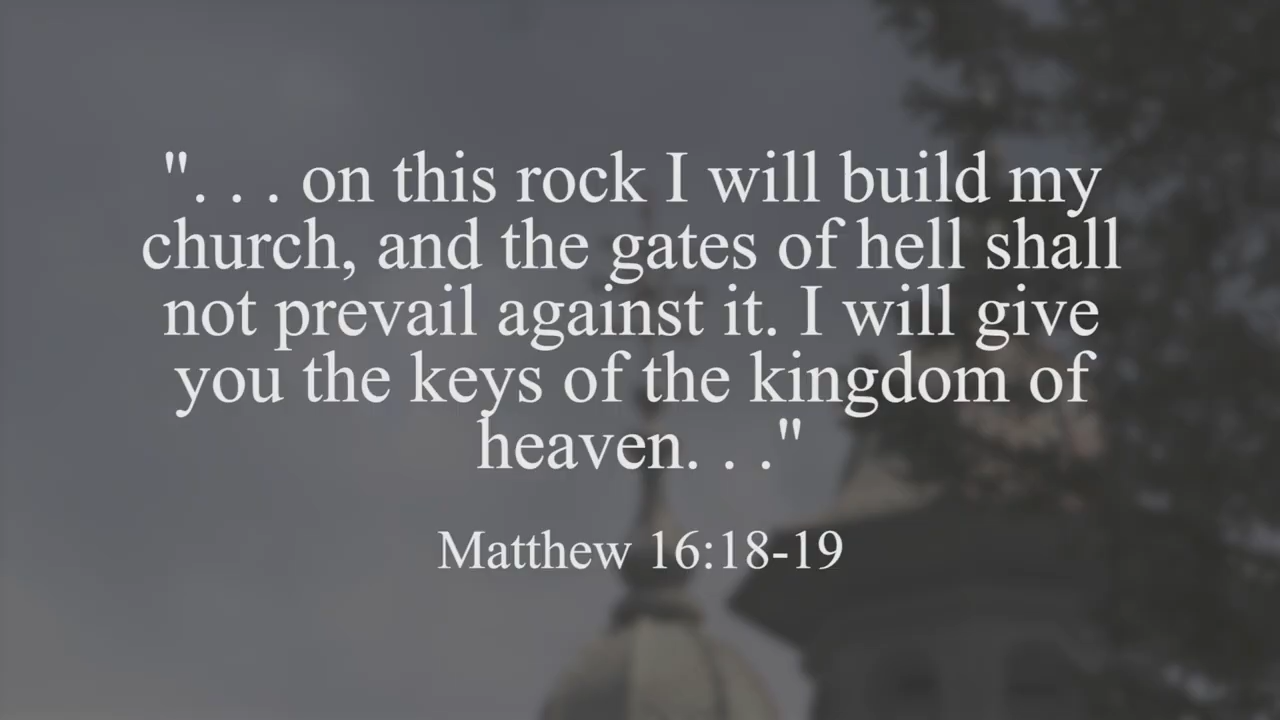 ". . . on this rock I will build my
church, and the gates of hell shall
not prevail against it. I will give
you the keys of the kingdom of
heaven. . ."
Matthew 16:18-19